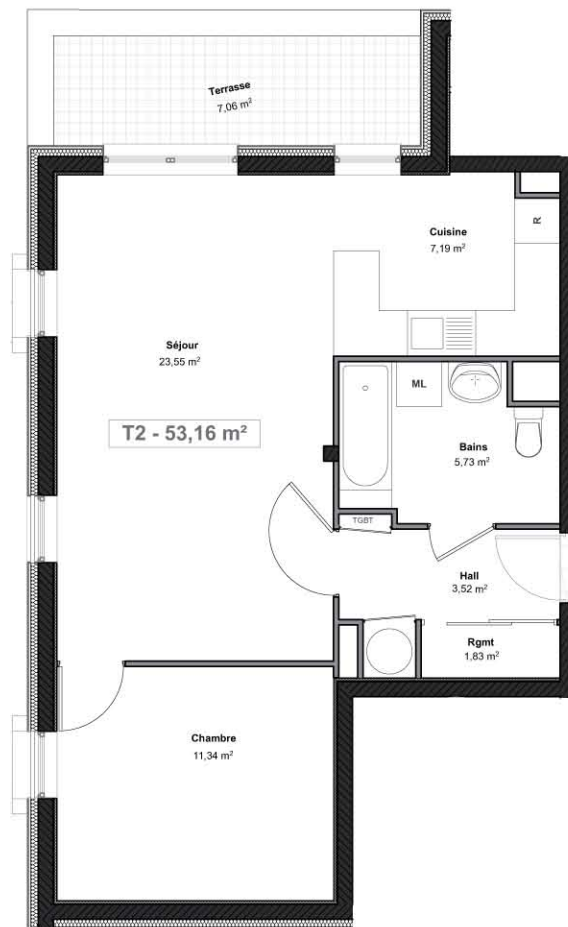 Terrasse
7,06 m²
Cuisine
7,19 m²
R
Séjour
23,55 m²
ML
T2 - 53,16 m²
Bains
5,73 m²
TGBT
Hall
3,52 m²
Rgmt
1,83 m²
Chambre
11,34 m²